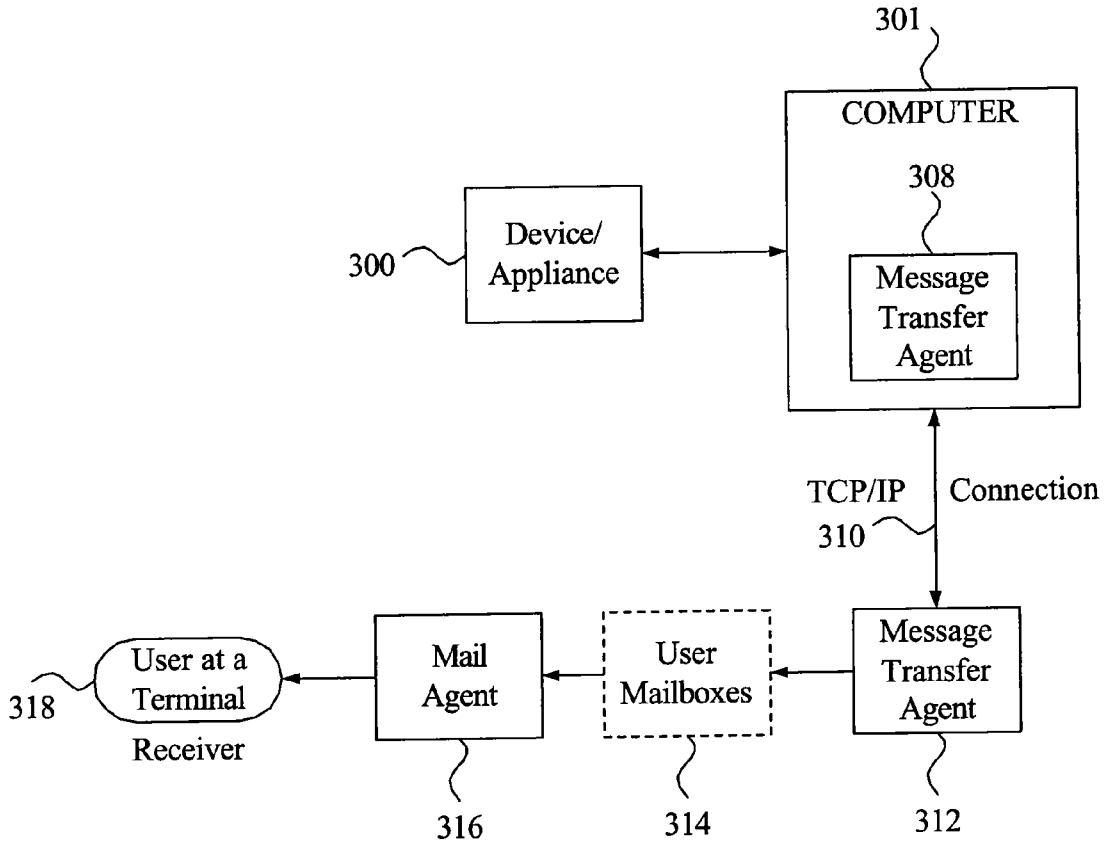 301
COMPUTER
308
Device/
Appliance
300
Message
Transfer
Agent
TCP/IP Connection
310
User at a
Terminal
318
Receiver
Mail
Agent
316
User
Mailboxes
314
Message
Transfer
Agent
312